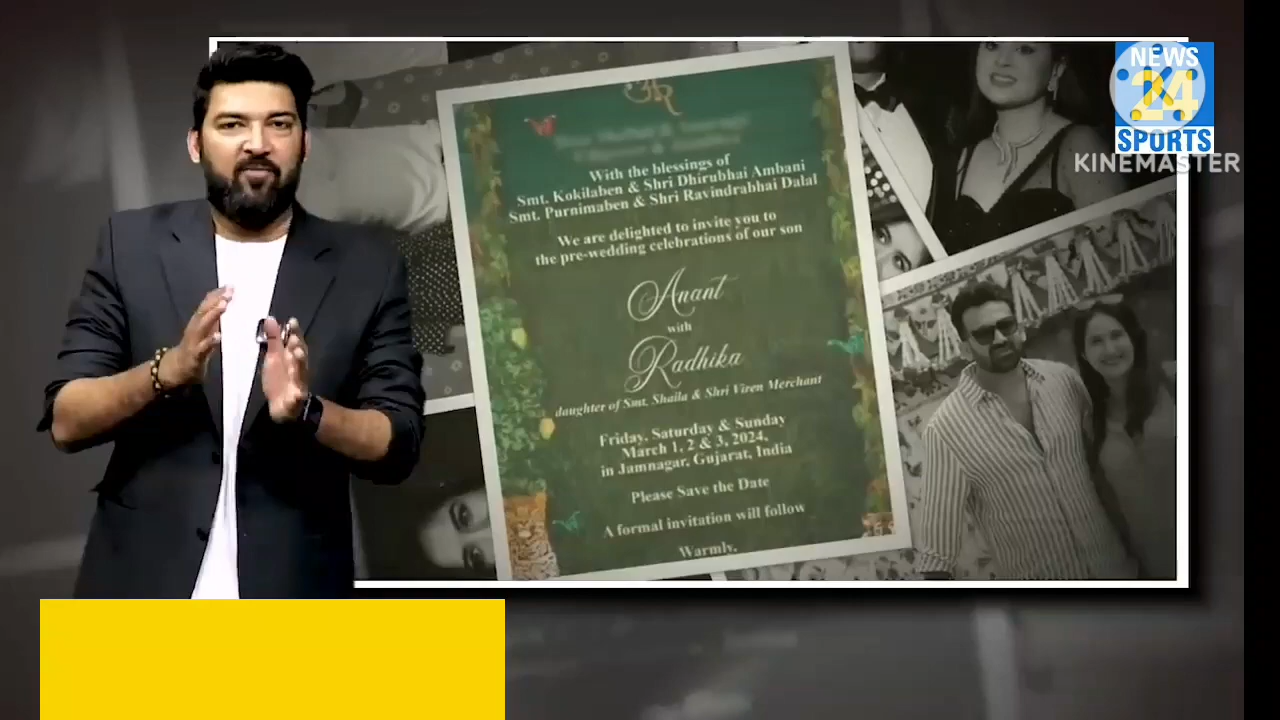 NEWS
24
SPORTS
KINEMASTER
AR
With the blessings of
Smt. Kokilaben & Shri Dhirubhai Ambani
Smt. Purnimaben & Shri Ravindrabhai Dalal
We are delighted to invite you to
the pre-wedding celebrations of our son
Anant
with
Radhika
daughter of Smt. Shaila & Shri Viren Merchant
Friday, Saturday & Sunday
March 1, 2 & 3, 2024,
in Jamnagar, Gujarat, India
Please Save the Date
A formal invitation will follow
Warmly,